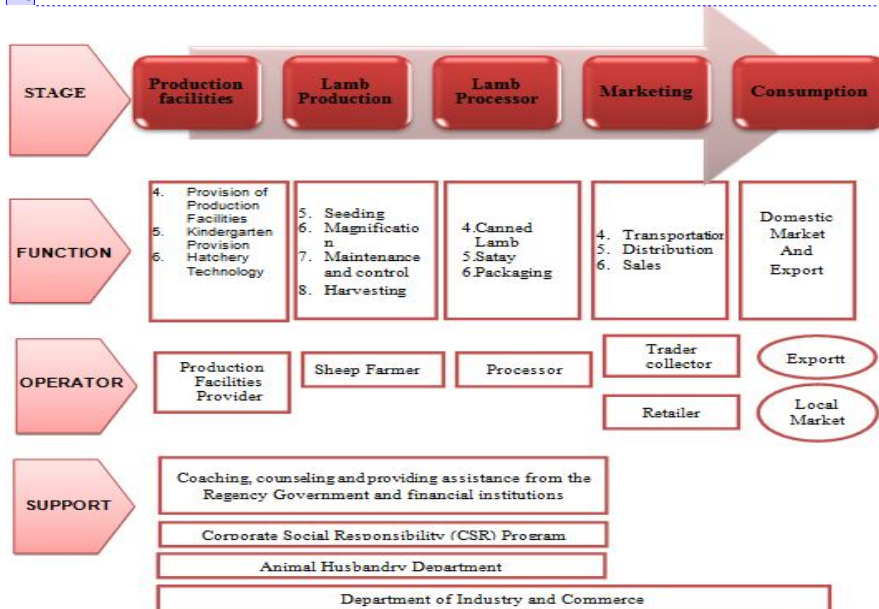 STAGE
Production
facilities
Lamb
Production
Lamb
Processor
Marketing
Consumption
FUNCTION
4. Provision of
Production
Facilities
5. Kindergarten
Provision
6. Hatchery
Technology
5. Seeding
6. Magnificatio
n
7. Maintenance
and control
8. Harvesting
4.Canned
Lamb
5.Satay
6.Packaging
4. Transportation
5. Distribution
6. Sales
Domestic
Market
And
Export
OPERATOR
Production
Facilities
Provider
Sheep Farmer
Processor
Trader
collector
Retailer
Exportt
Local
Market
SUPPORT
Coaching, counseling and providing assistance from the
Regency Government and financial institutions
Corporate Social Responsibility (CSR) Program
Animal Husbandry Department
Department of Industry and Commerce